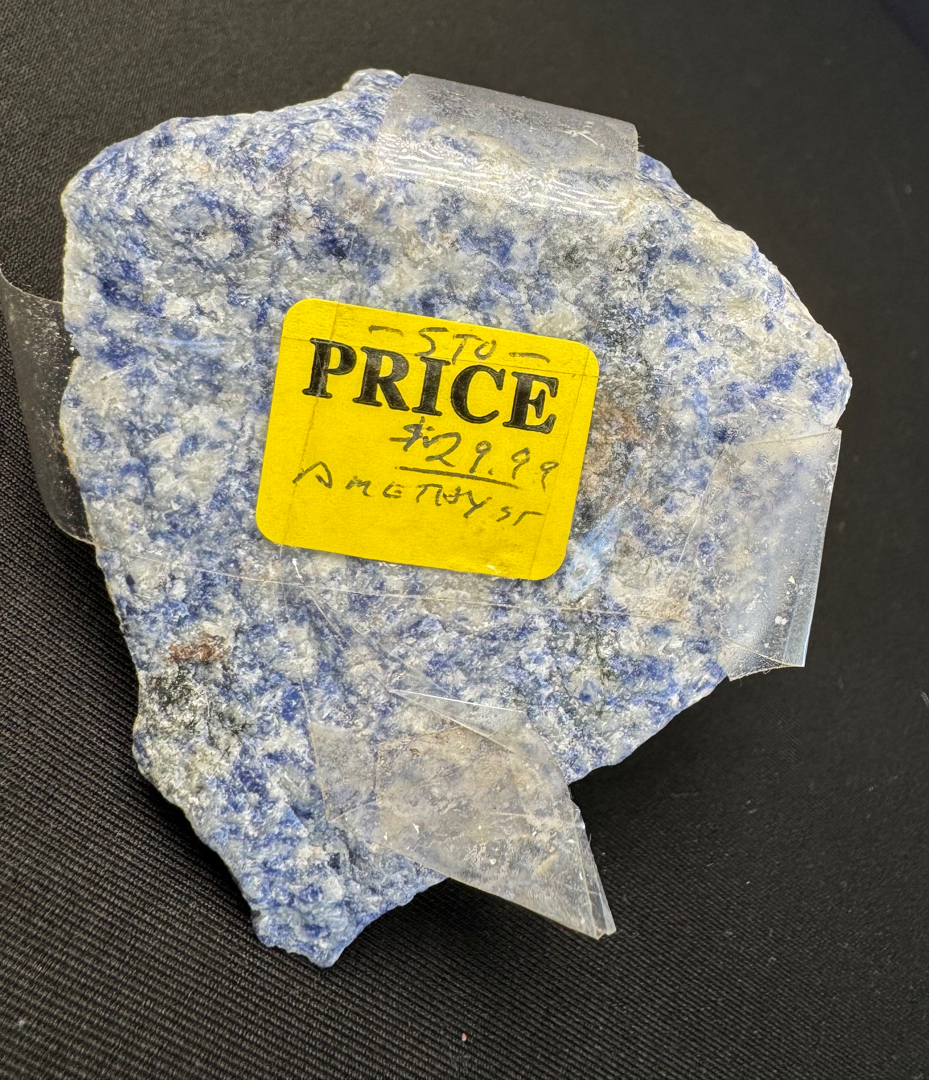 - STO -
PRICE
$29.99
AMETHYST